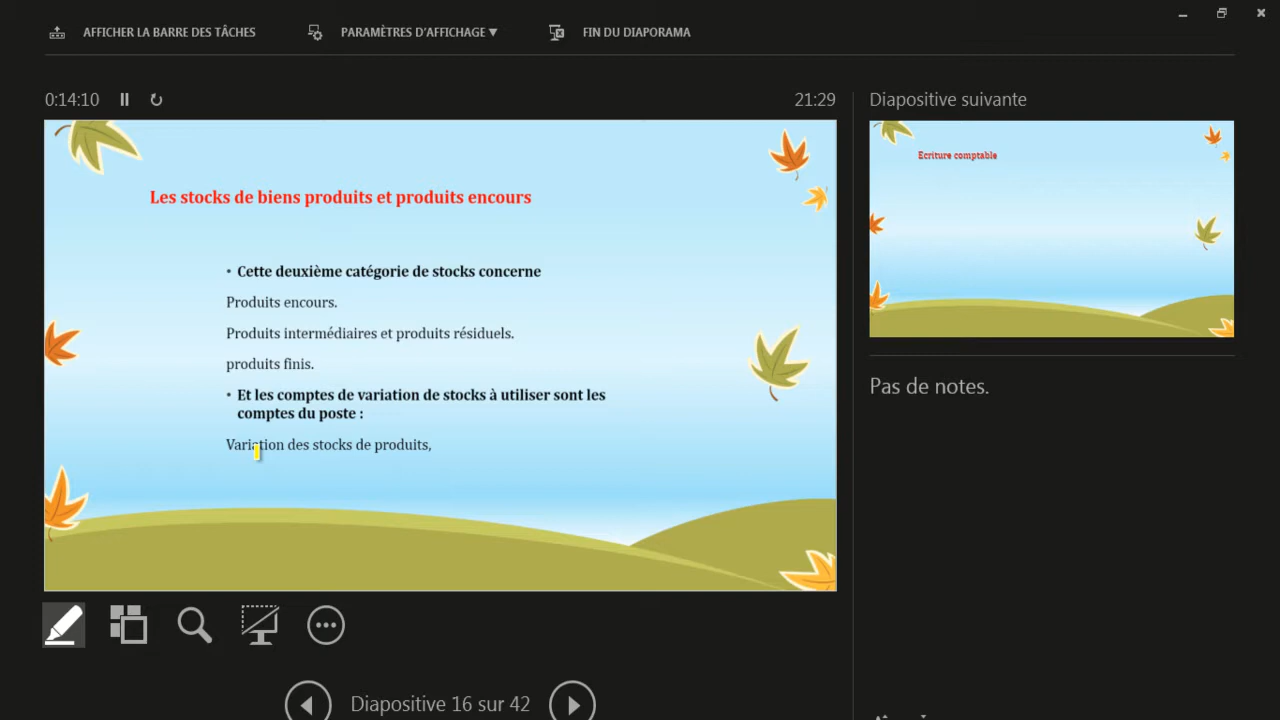 AFFICHER LA BARRE DES TÂCHES
PARAMÈTRES D'AFFICHAGE ▼
FIN DU DIAPORAMA
0:14:10
21:29
Les stocks de biens produits et produits encours
• Cette deuxième catégorie de stocks concerne
Produits encours.
Produits intermédiaires et produits résiduels.
produits finis.
• Et les comptes de variation de stocks à utiliser sont les
comptes du poste :
Variation des stocks de produits,
Diapositive 16 sur 42
Diapositive suivante
Ecriture comptable
Pas de notes.